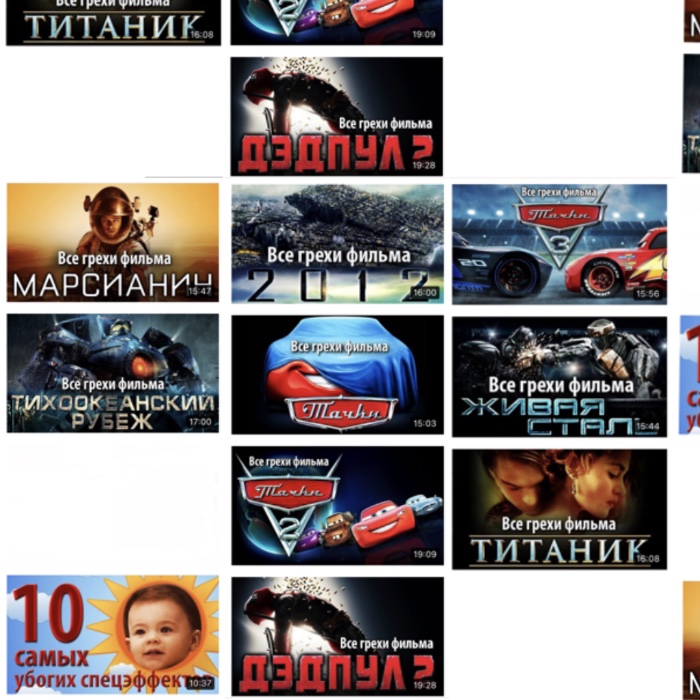 Все грехи фильма
ТИТАНИК
16:08
19:09
Все грехи фильма
ДЭДПУЛ 2
19:28
Все грехи фильма
МАРСИАНИН
15:47
Все грехи фильма
2012
16:00
Все грехи фильма
Тачки
3
20
15:56
Все грехи фильма
ТИХООКЕАНСКИЙ
РУБЕЖ
17:00
Все грехи фильма
Тачки
15:03
Все грехи фильма
ЖИВАЯ
СТАЛЬ
15:44
Все грехи фильма
Тачки
2
19:09
Все грехи фильма
ТИТАНИК
16:08
10
самых
убогих спецэффек
10:37
Все грехи фильма
ДЭДПУЛ 2
19:28